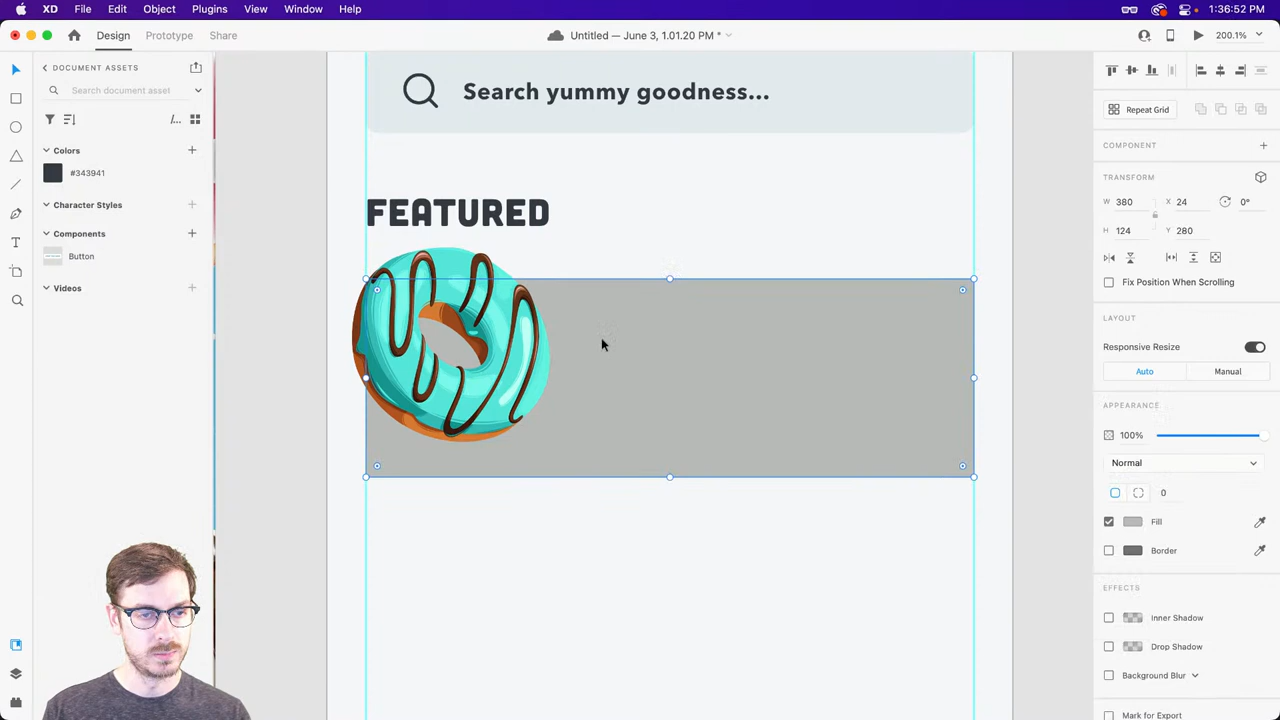 XD File Edit Object Plugins View Window Help 1:36:52 PM
Design Prototype Share Untitled — June 3, 1.01.20 PM * 200.1%
DOCUMENT ASSETS
Search document asset
Colors
#343941
Character Styles
Components
Button
Videos
Search yummy goodness...
FEATURED
Repeat Grid
COMPONENT
TRANSFORM
W 380 X 24 0°
H 124 Y 280
Fix Position When Scrolling
LAYOUT
Responsive Resize
Auto Manual
APPEARANCE
100%
Normal
0
Fill
Border
EFFECTS
Inner Shadow
Drop Shadow
Background Blur
Mark for Export